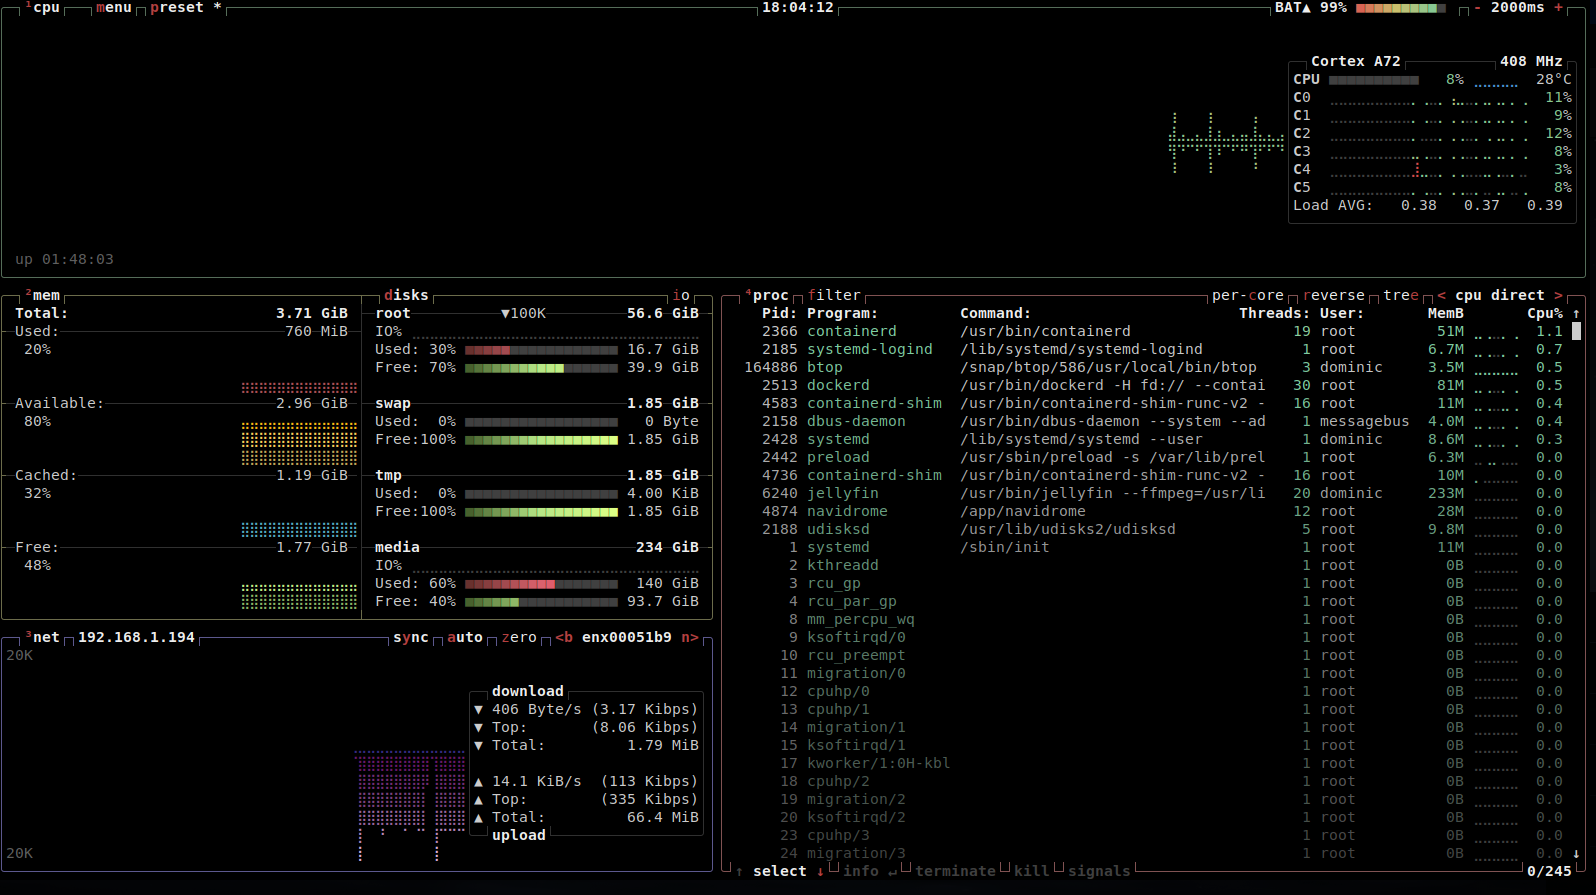 ¹cpu menu preset * 18:04:12 BAT▲ 99% - 2000ms +
Cortex A72 408 MHz
CPU 8% 28°C
C0 11%
C1 9%
C2 12%
C3 8%
C4 3%
C5 8%
Load AVG: 0.38 0.37 0.39
up 01:48:03
²mem
Total: 3.71 GiB
Used: 760 MiB
20%
Available: 2.96 GiB
80%
Cached: 1.19 GiB
32%
Free: 1.77 GiB
48%
disks io
root ▼100K 56.6 GiB
IO%
Used: 30% 16.7 GiB
Free: 70% 39.9 GiB
swap 1.85 GiB
Used: 0% 0 Byte
Free:100% 1.85 GiB
tmp 1.85 GiB
Used: 0% 4.00 KiB
Free:100% 1.85 GiB
media 234 GiB
IO%
Used: 60% 140 GiB
Free: 40% 93.7 GiB
³net 192.168.1.194 sync auto zero <b enx00051b9 n>
20K
download
▼ 406 Byte/s (3.17 Kibps)
▼ Top: (8.06 Kibps)
▼ Total: 1.79 MiB
▲ 14.1 KiB/s (113 Kibps)
▲ Top: (335 Kibps)
▲ Total: 66.4 MiB
upload
20K
⁴proc filter per-core reverse tree < cpu direct >
Pid: Program: Command: Threads: User: MemB Cpu% ↑
2366 containerd /usr/bin/containerd 19 root 51M 1.1
2185 systemd-logind /lib/systemd/systemd-logind 1 root 6.7M 0.7
164886 btop /snap/btop/586/usr/local/bin/btop 3 dominic 3.5M 0.5
2513 dockerd /usr/bin/dockerd -H fd:// --contai 30 root 81M 0.5
4583 containerd-shim /usr/bin/containerd-shim-runc-v2 - 16 root 11M 0.4
2158 dbus-daemon /usr/bin/dbus-daemon --system --ad 1 messagebus 4.0M 0.4
2428 systemd /lib/systemd/systemd --user 1 dominic 8.6M 0.3
2442 preload /usr/sbin/preload -s /var/lib/prel 1 root 6.3M 0.0
4736 containerd-shim /usr/bin/containerd-shim-runc-v2 - 16 root 10M 0.0
6240 jellyfin /usr/bin/jellyfin --ffmpeg=/usr/li 20 dominic 233M 0.0
4874 navidrome /app/navidrome 12 root 28M 0.0
2188 udisksd /usr/lib/udisks2/udisksd 5 root 9.8M 0.0
1 systemd /sbin/init 1 root 11M 0.0
2 kthreadd 1 root 0B 0.0
3 rcu_gp 1 root 0B 0.0
4 rcu_par_gp 1 root 0B 0.0
8 mm_percpu_wq 1 root 0B 0.0
9 ksoftirqd/0 1 root 0B 0.0
10 rcu_preempt 1 root 0B 0.0
11 migration/0 1 root 0B 0.0
12 cpuhp/0 1 root 0B 0.0
13 cpuhp/1 1 root 0B 0.0
14 migration/1 1 root 0B 0.0
15 ksoftirqd/1 1 root 0B 0.0
17 kworker/1:0H-kbl 1 root 0B 0.0
18 cpuhp/2 1 root 0B 0.0
19 migration/2 1 root 0B 0.0
20 ksoftirqd/2 1 root 0B 0.0
23 cpuhp/3 1 root 0B 0.0
24 migration/3 1 root 0B 0.0 ↓
↑ select ↓ info ↵ terminate kill signals 0/245